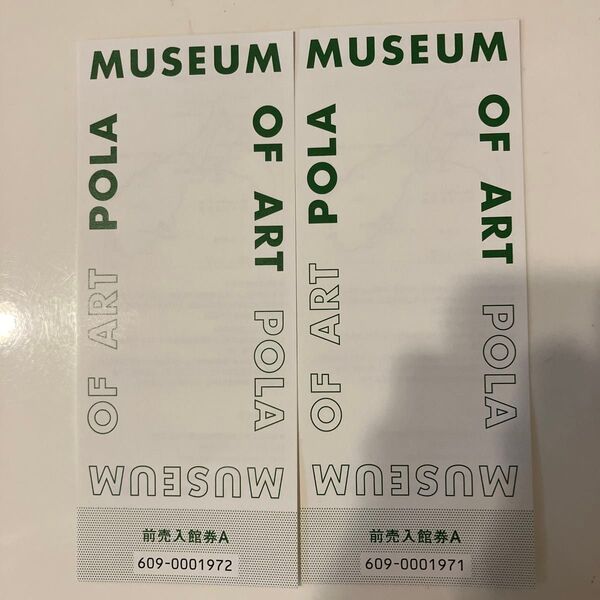 POLA
MUSEUM
OF ART
POLA
MUSEUM
OF ART
前売入館券A
609-0001972
POLA
MUSEUM
OF ART
POLA
MUSEUM
OF ART
前売入館券A
609-0001971